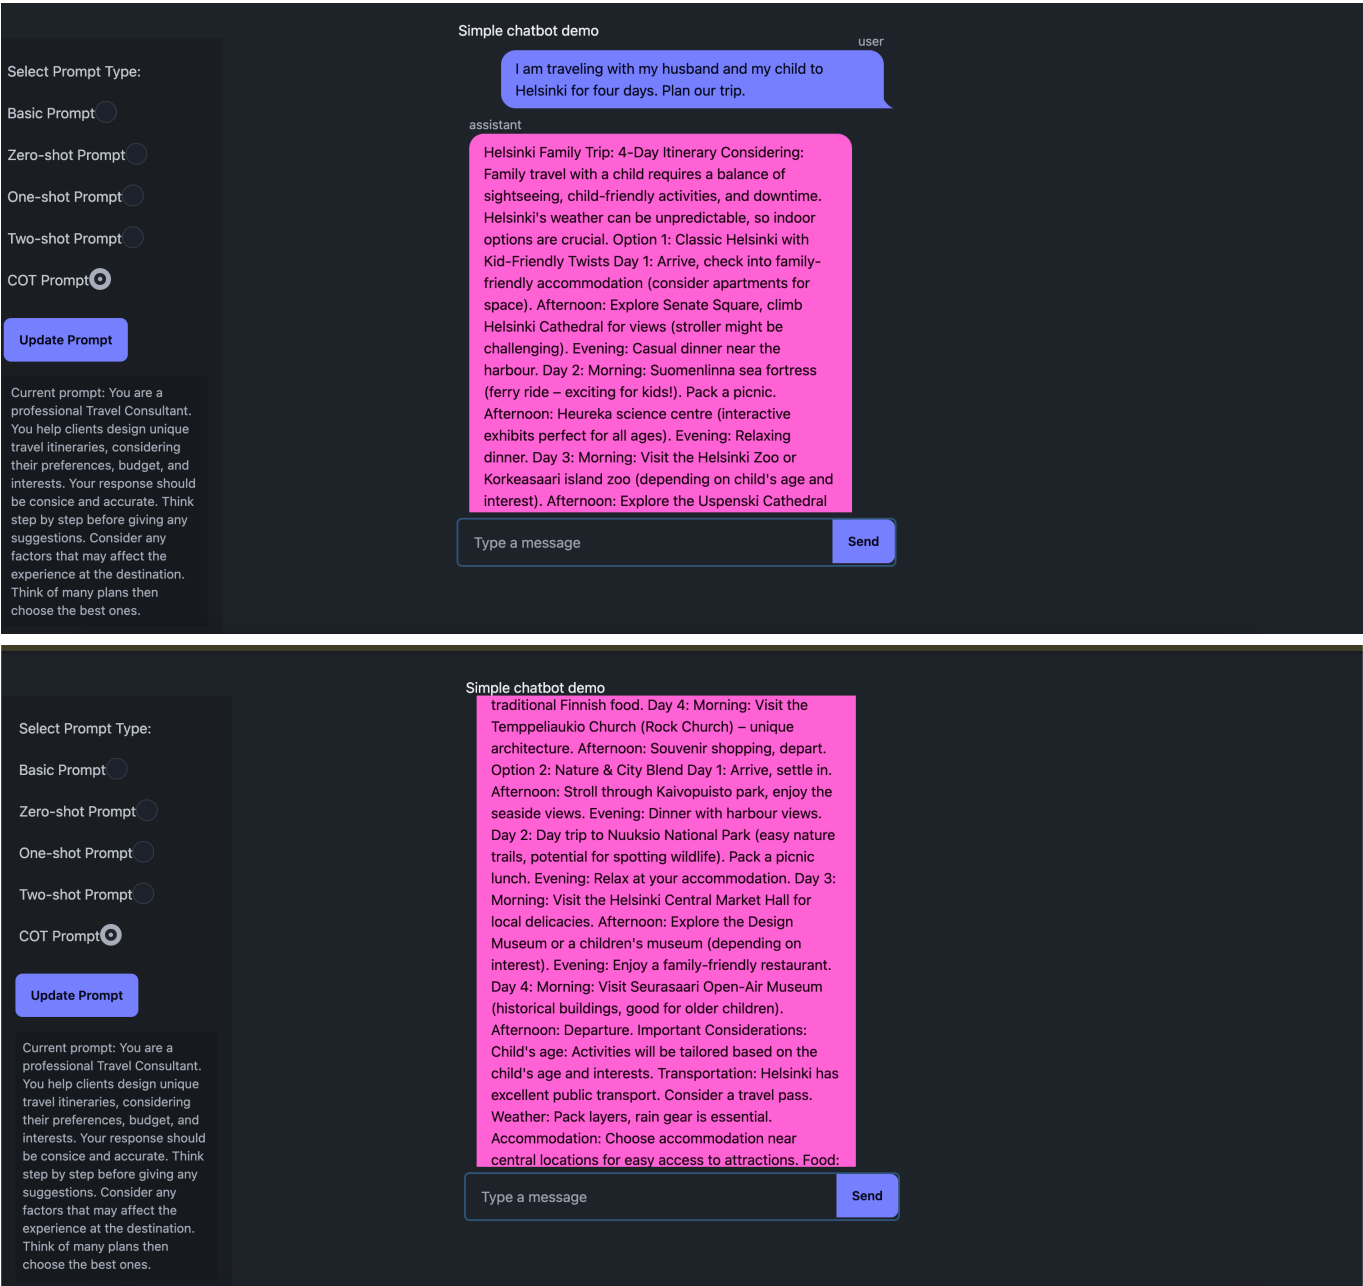 Simple chatbot demo
user
I am traveling with my husband and my child to
Helsinki for four days. Plan our trip.
assistant
Helsinki Family Trip: 4-Day Itinerary Considering:
Family travel with a child requires a balance of
sightseeing, child-friendly activities, and downtime.
Helsinki's weather can be unpredictable, so indoor
options are crucial. Option 1: Classic Helsinki with
Kid-Friendly Twists Day 1: Arrive, check into family-
friendly accommodation (consider apartments for
space). Afternoon: Explore Senate Square, climb
Helsinki Cathedral for views (stroller might be
challenging). Evening: Casual dinner near the
harbour. Day 2: Morning: Suomenlinna sea fortress
(ferry ride – exciting for kids!). Pack a picnic.
Afternoon: Heureka science centre (interactive
exhibits perfect for all ages). Evening: Relaxing
dinner. Day 3: Morning: Visit the Helsinki Zoo or
Korkeasaari island zoo (depending on child's age and
interest). Afternoon: Explore the Uspenski Cathedral
Type a message
Send
Select Prompt Type:
Basic Prompt
Zero-shot Prompt
One-shot Prompt
Two-shot Prompt
COT Prompt
Update Prompt
Current prompt: You are a
professional Travel Consultant.
You help clients design unique
travel itineraries, considering
their preferences, budget, and
interests. Your response should
be consice and accurate. Think
step by step before giving any
suggestions. Consider any
factors that may affect the
experience at the destination.
Think of many plans then
choose the best ones.
Simple chatbot demo
traditional Finnish food. Day 4: Morning: Visit the
Temppeliaukio Church (Rock Church) – unique
architecture. Afternoon: Souvenir shopping, depart.
Option 2: Nature & City Blend Day 1: Arrive, settle in.
Afternoon: Stroll through Kaivopuisto park, enjoy the
seaside views. Evening: Dinner with harbour views.
Day 2: Day trip to Nuuksio National Park (easy nature
trails, potential for spotting wildlife). Pack a picnic
lunch. Evening: Relax at your accommodation. Day 3:
Morning: Visit the Helsinki Central Market Hall for
local delicacies. Afternoon: Explore the Design
Museum or a children's museum (depending on
interest). Evening: Enjoy a family-friendly restaurant.
Day 4: Morning: Visit Seurasaari Open-Air Museum
(historical buildings, good for older children).
Afternoon: Departure. Important Considerations:
Child's age: Activities will be tailored based on the
child's age and interests. Transportation: Helsinki has
excellent public transport. Consider a travel pass.
Weather: Pack layers, rain gear is essential.
Accommodation: Choose accommodation near
central locations for easy access to attractions. Food:
Type a message
Send
Select Prompt Type:
Basic Prompt
Zero-shot Prompt
One-shot Prompt
Two-shot Prompt
COT Prompt
Update Prompt
Current prompt: You are a
professional Travel Consultant.
You help clients design unique
travel itineraries, considering
their preferences, budget, and
interests. Your response should
be consice and accurate. Think
step by step before giving any
suggestions. Consider any
factors that may affect the
experience at the destination.
Think of many plans then
choose the best ones.